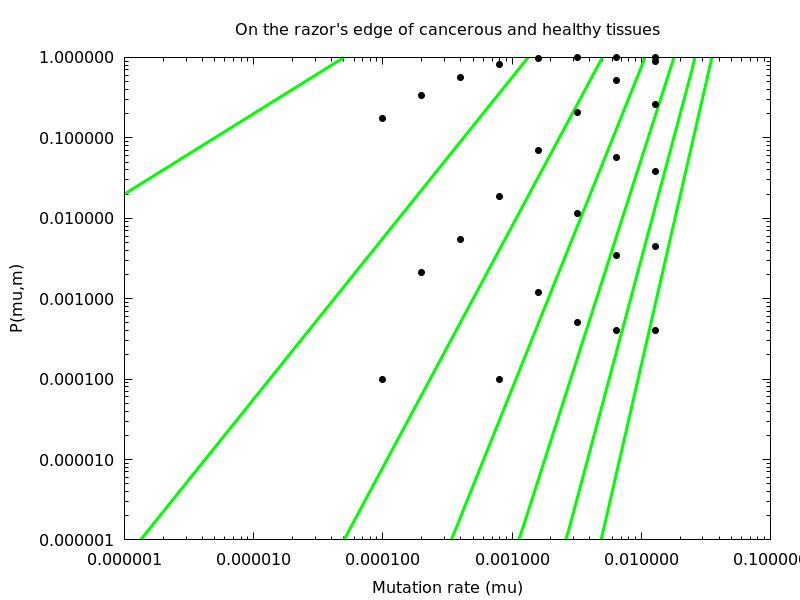 On the razor's edge of cancerous and healthy tissues
1.000000
0.100000
0.010000
0.001000
0.000100
0.000010
0.000001
P(mu,m)
0.000001 0.000010 0.000100 0.001000 0.010000 0.10000
Mutation rate (mu)